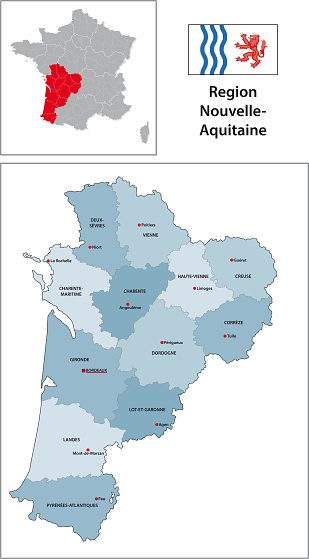 Region
Nouvelle-
Aquitaine
DEUX-
SÈVRES
Poitiers
VIENNE
Niort
La Rochelle
Guéret
CREUSE
HAUTE-VIENNE
CHARENTE-
MARITIME
CHARENTE
Limoges
Angoulême
CORRÈZE
Tulle
Périgueux
DORDOGNE
GIRONDE
BORDEAUX
LOT-ET-GARONNE
Agen
LANDES
Mont-de-Marsan
Pau
PYRÉNÉES-ATLANTIQUES